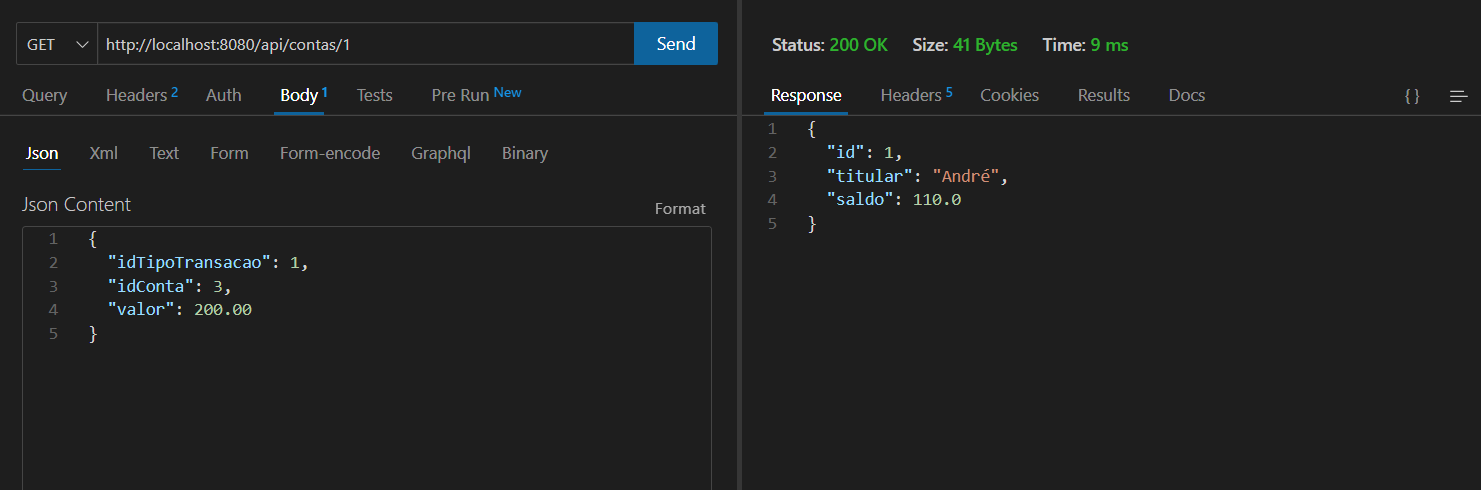 GET http://localhost:8080/api/contas/1 Send
Query Headers 2 Auth Body 1 Tests Pre Run New
Json Xml Text Form Form-encode Graphql Binary
Json Content
Format
1 {
2 "idTipoTransacao": 1,
3 "idConta": 3,
4 "valor": 200.00
5 }
Status: 200 OK Size: 41 Bytes Time: 9 ms
Response Headers 5 Cookies Results Docs {}
1 {
2 "id": 1,
3 "titular": "André",
4 "saldo": 110.0
5 }